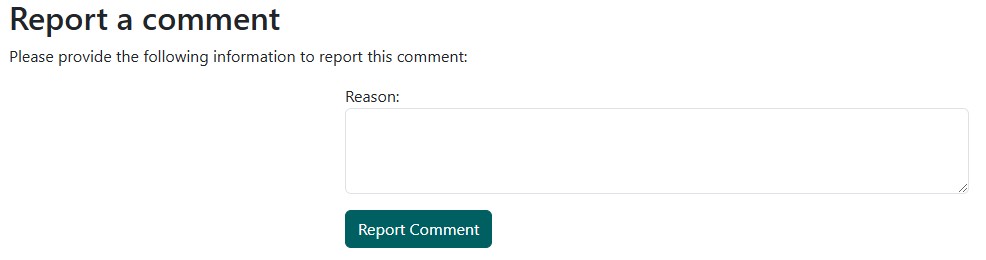 Report a comment
Please provide the following information to report this comment:
Reason:
Report Comment